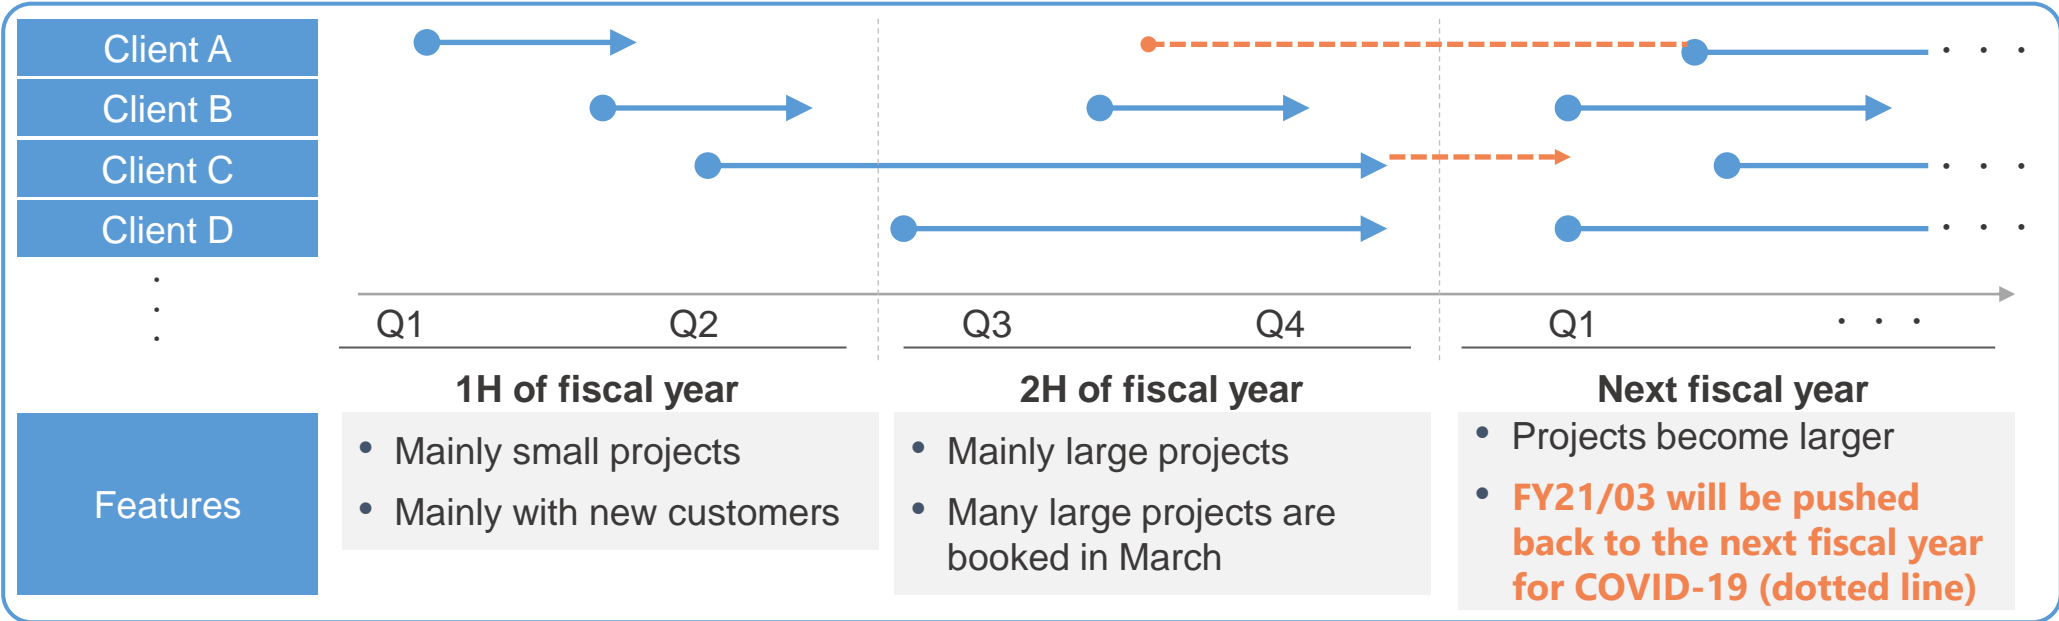 Client A
Client B
Client C
Client D
Q1
Q2
Q3
Q4
Q1
1H of fiscal year
2H of fiscal year
Next fiscal year
Features
• Mainly small projects
• Mainly with new customers
• Mainly large projects
• Many large projects are
booked in March
• Projects become larger
• FY21/03 will be pushed
back to the next fiscal year
for COVID-19 (dotted line)